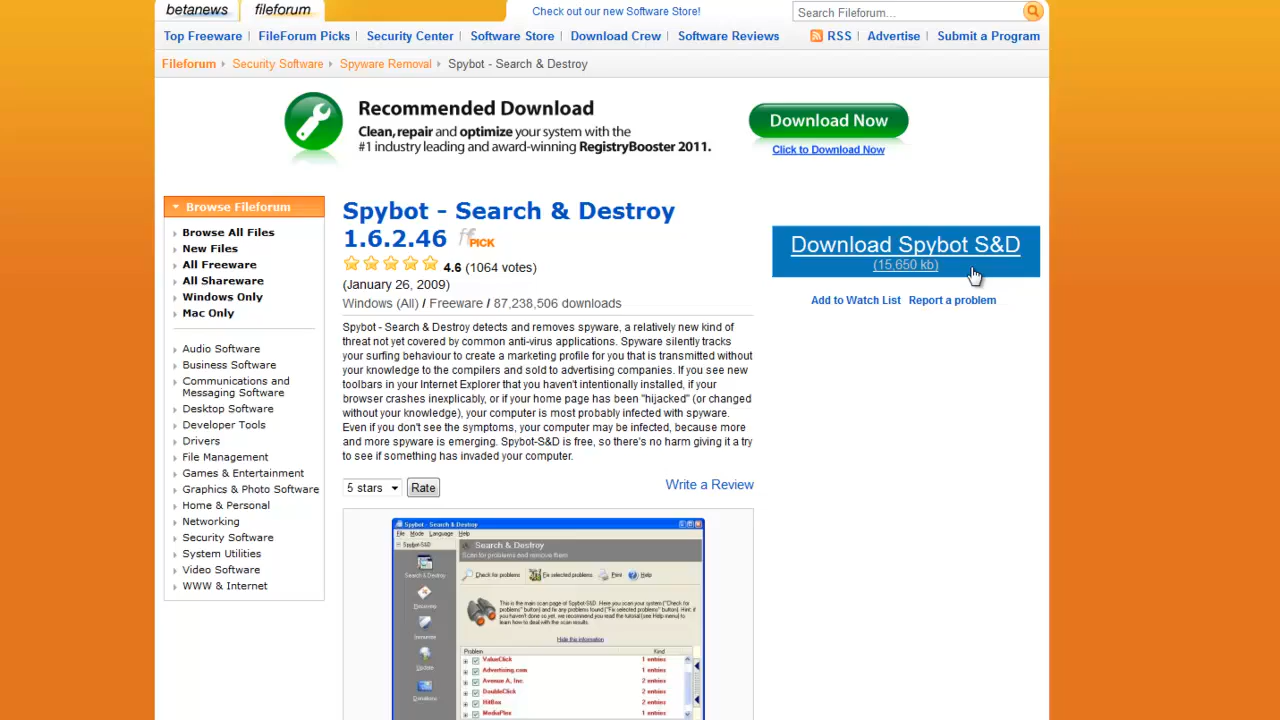 betanews
fileforum
Check out our new Software Store!
Search Fileforum...
Top Freeware
FileForum Picks
Security Center
Software Store
Download Crew
Software Reviews
RSS
Advertise
Submit a Program
Fileforum
Security Software
Spyware Removal
Spybot - Search & Destroy
Recommended Download
Clean, repair and optimize your system with the
#1 industry leading and award-winning RegistryBooster 2011.
Download Now
Click to Download Now
Browse Fileforum
Browse All Files
New Files
All Freeware
All Shareware
Windows Only
Mac Only
Audio Software
Business Software
Communications and
Messaging Software
Desktop Software
Developer Tools
Drivers
File Management
Games & Entertainment
Graphics & Photo Software
Home & Personal
Networking
Security Software
System Utilities
Video Software
WWW & Internet
Spybot - Search & Destroy
1.6.2.46 ff PICK
4.6 (1064 votes)
(January 26, 2009)
Windows (All) / Freeware / 87,238,506 downloads
Spybot - Search & Destroy detects and removes spyware, a relatively new kind of
threat not yet covered by common anti-virus applications. Spyware silently tracks
your surfing behaviour to create a marketing profile for you that is transmitted without
your knowledge to the compilers and sold to advertising companies. If you see new
toolbars in your Internet Explorer that you haven't intentionally installed, if your
browser crashes inexplicably, or if your home page has been "hijacked" (or changed
without your knowledge), your computer is most probably infected with spyware.
Even if you don't see the symptoms, your computer may be infected, because more
and more spyware is emerging. Spybot-S&D is free, so there's no harm giving it a try
to see if something has invaded your computer.
5 stars
Rate
Write a Review
Download Spybot S&D
(15,650 kb)
Add to Watch List
Report a problem
Spybot - Search & Destroy
File Mode Language Help
Spybot-S&D
Search & Destroy
Scan for problems and remove them
Search & Destroy
Check for problems
Fix selected problems
Print
Help
Recovery
This is the main scan page of Spybot-S&D. Here you scan your system ("Check for
problems" button) and fix any problems found ("Fix selected problems" button). Hint: if you
haven't done so yet, we recommend you read the tutorial (see Help menu) to
learn how to deal with the scan results.
Hide this information
Immunize
Update
Donations
Problem
Kind
ValueClick
1 entries
Advertising.com
1 entries
Avenue A, Inc.
2 entries
DoubleClick
1 entries
HitBox
2 entries
MediaPlex
1 entries